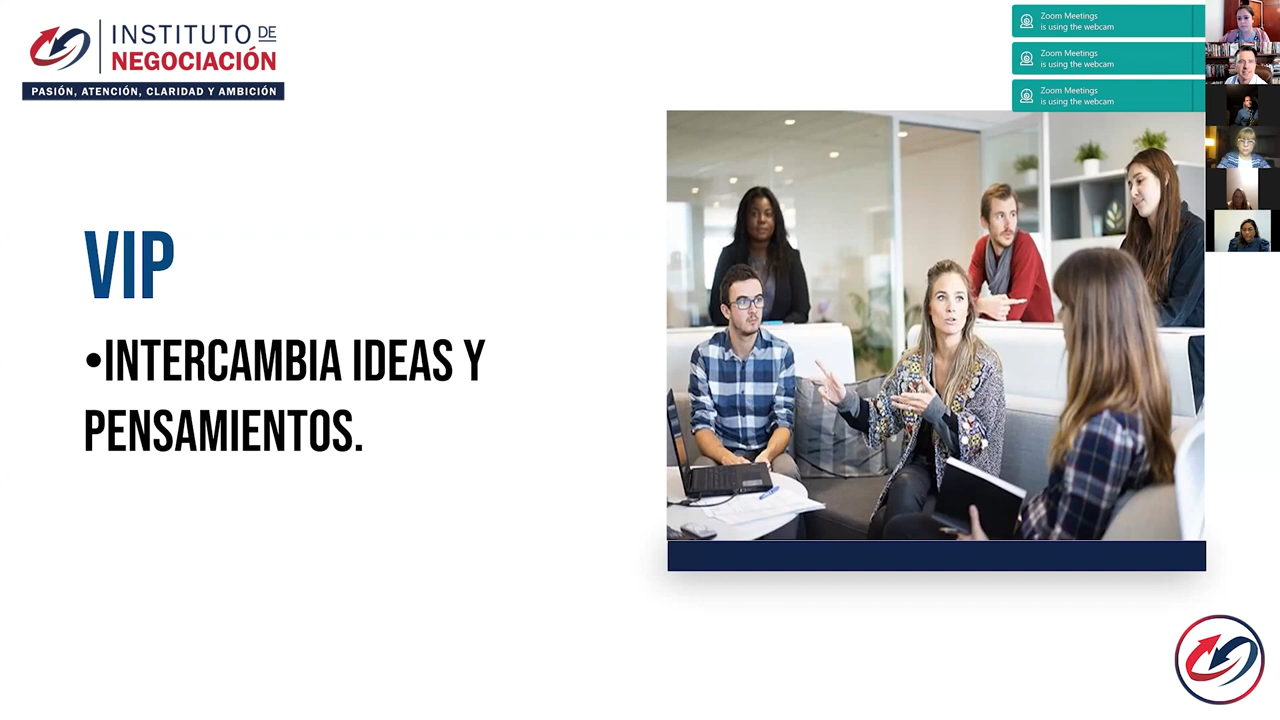 INSTITUTO DE
NEGOCIACIÓN
PASIÓN, ATENCIÓN, CLARIDAD Y AMBICIÓN
Zoom Meetings
is using the webcam
Zoom Meetings
is using the webcam
Zoom Meetings
is using the webcam
VIP
•INTERCAMBIA IDEAS Y
PENSAMIENTOS.